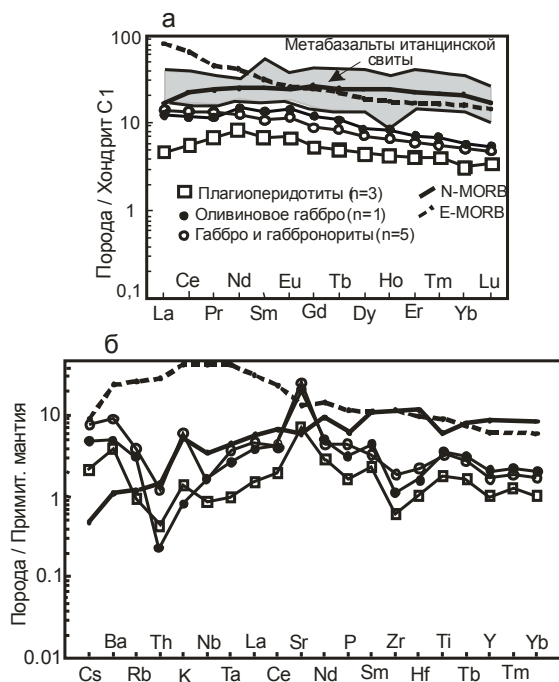 а
100
10
1
0,1
Порода / Хондрит С1
Метабазальты итанцинской
свиты
Плагиоперидотиты (n=3)
Оливиновое габбро (n=1)
Габбро и габбронориты (n=5)
N-MORB
E-MORB
Ce Nd Eu Tb Ho Tm Lu
La Pr Sm Gd Dy Er Yb
б
10
1
0.1
0.01
Порода / Примит. мантия
Ba Th Nb La Sr P Zr Ti Y Yb
Cs Rb K Ta Ce Nd Sm Hf Tb Tm